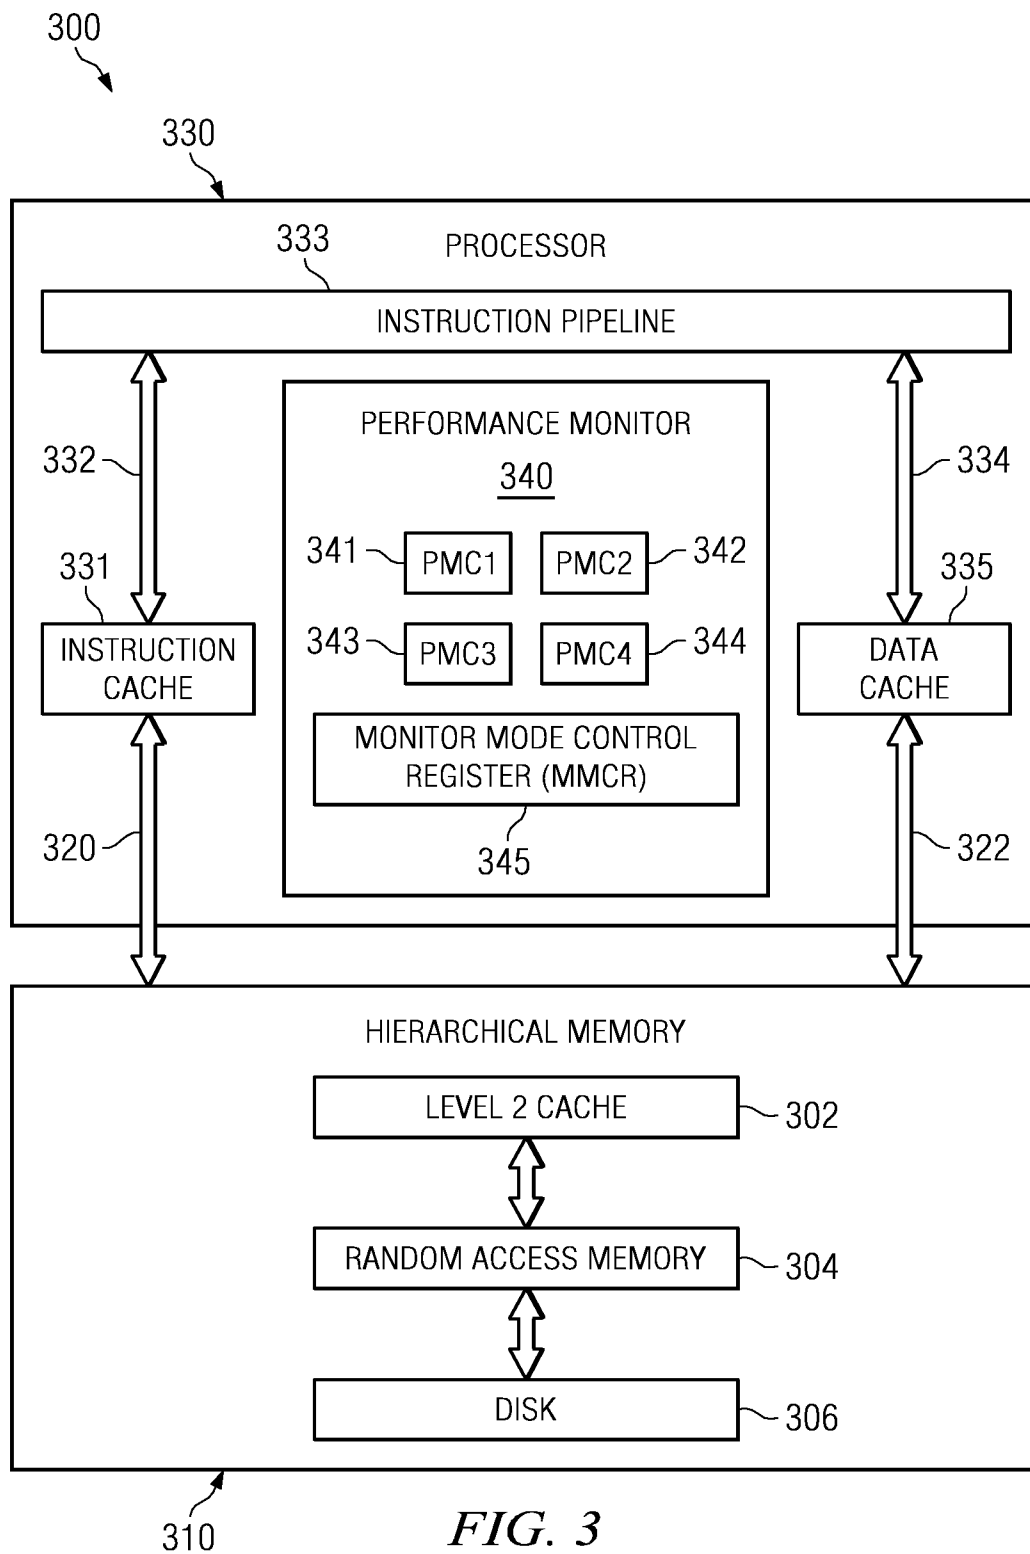 300
330
PROCESSOR
333
INSTRUCTION PIPELINE
PERFORMANCE MONITOR
340
332
334
341
PMC1
PMC2
342
331
335
INSTRUCTION
CACHE
343
PMC3
PMC4
344
DATA
CACHE
MONITOR MODE CONTROL
REGISTER (MMCR)
345
320
322
HIERARCHICAL MEMORY
LEVEL 2 CACHE
302
RANDOM ACCESS MEMORY
304
DISK
306
310
FIG. 3